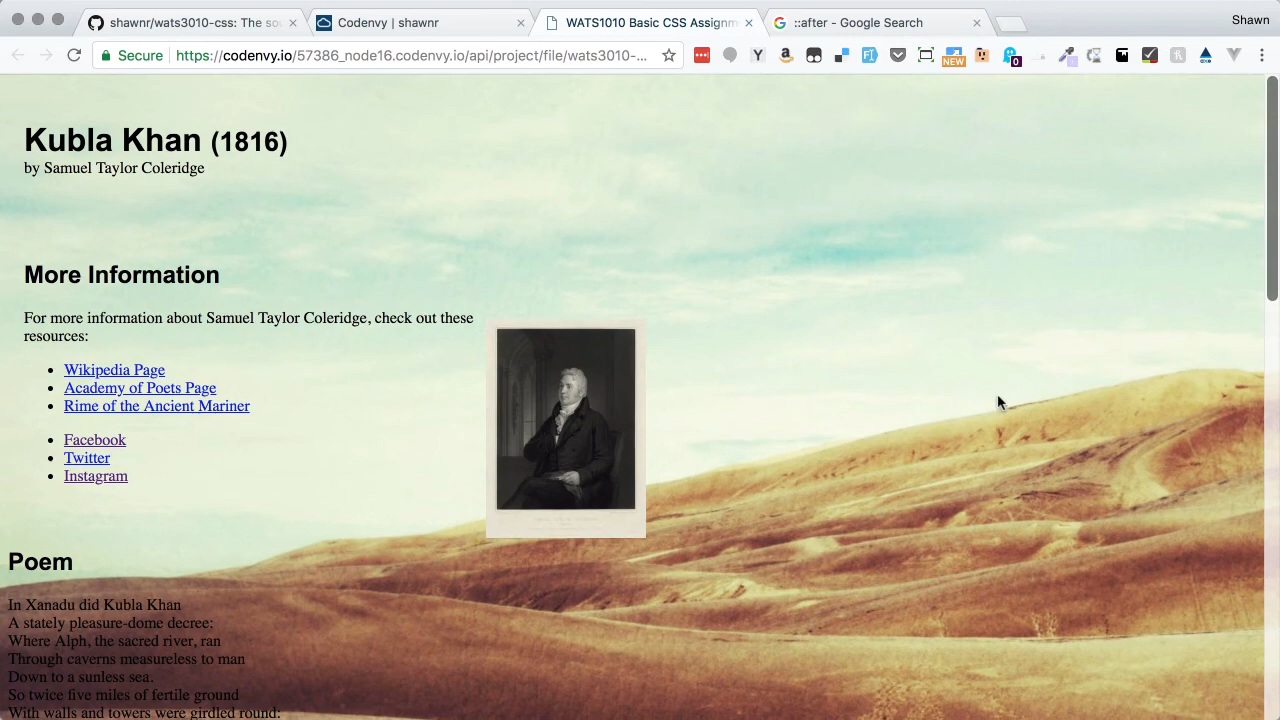 shawnr/wats3010-css: The sou
Codenvy | shawnr
WATS1010 Basic CSS Assignm
::after - Google Search
Shawn
Secure
https://codenvy.io/57386_node16.codenvy.io/api/project/file/wats3010-...
Y
a
NEW
0
Kubla Khan (1816)
by Samuel Taylor Coleridge
More Information
For more information about Samuel Taylor Coleridge, check out these
resources:
• Wikipedia Page
• Academy of Poets Page
• Rime of the Ancient Mariner
• Facebook
• Twitter
• Instagram
Poem
In Xanadu did Kubla Khan
A stately pleasure-dome decree:
Where Alph, the sacred river, ran
Through caverns measureless to man
Down to a sunless sea.
So twice five miles of fertile ground
With walls and towers were girdled round: